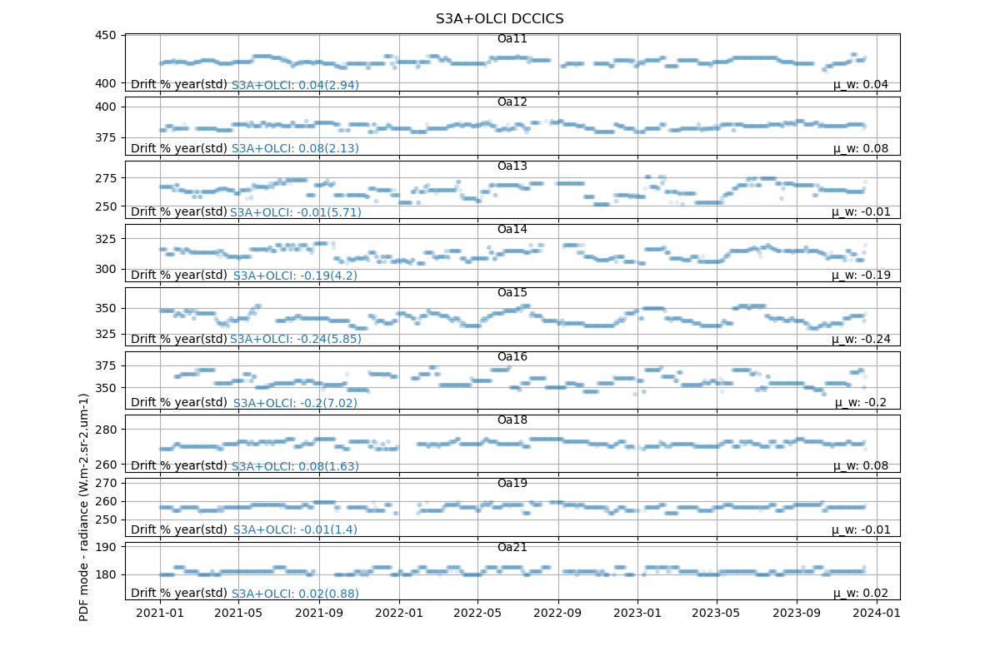 S3A+OLCI DCCICS
Oa11
450
400
Drift % year(std) S3A+OLCI: 0.04(2.94)
μ_w: 0.04
Oa12
400
375
Drift % year(std) S3A+OLCI: 0.08(2.13)
μ_w: 0.08
Oa13
275
250
Drift % year(std) S3A+OLCI: -0.01(5.71)
μ_w: -0.01
Oa14
325
300
Drift % year(std) S3A+OLCI: -0.19(4.2)
μ_w: -0.19
Oa15
350
325
Drift % year(std) S3A+OLCI: -0.24(5.85)
μ_w: -0.24
Oa16
375
350
Drift % year(std) S3A+OLCI: -0.2(7.02)
μ_w: -0.2
Oa18
280
260
Drift % year(std) S3A+OLCI: 0.08(1.63)
μ_w: 0.08
Oa19
270
260
250
Drift % year(std) S3A+OLCI: -0.01(1.4)
μ_w: -0.01
Oa21
190
180
Drift % year(std) S3A+OLCI: 0.02(0.88)
μ_w: 0.02
PDF mode - radiance (W.m-2.sr-2.um-1)
2021-01 2021-05 2021-09 2022-01 2022-05 2022-09 2023-01 2023-05 2023-09 2024-01